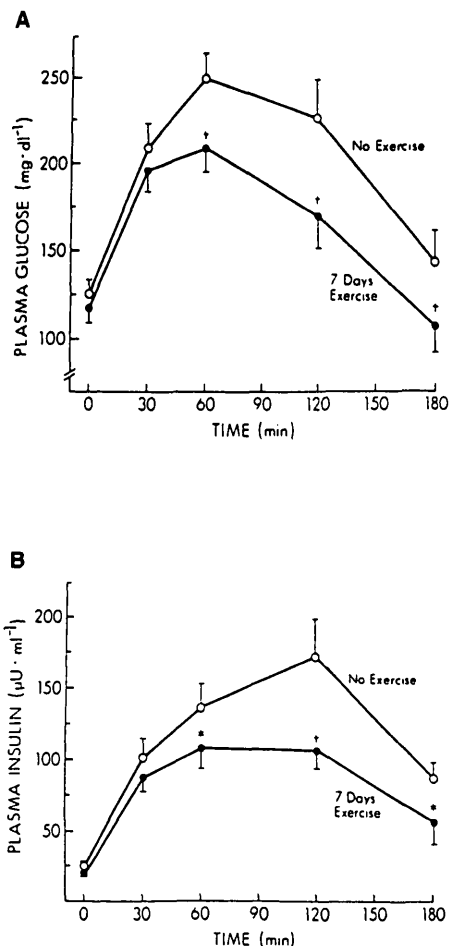 A
250
200
150
100
PLASMA GLUCOSE (mg·dl⁻¹)
†
†
†
No Exercise
7 Days
Exercise
0 30 60 90 120 150 180
TIME (min)
B
200
150
100
50
PLASMA INSULIN (µU·ml⁻¹)
*
†
*
No Exercise
7 Days
Exercise
0 30 60 90 120 150 180
TIME (min)